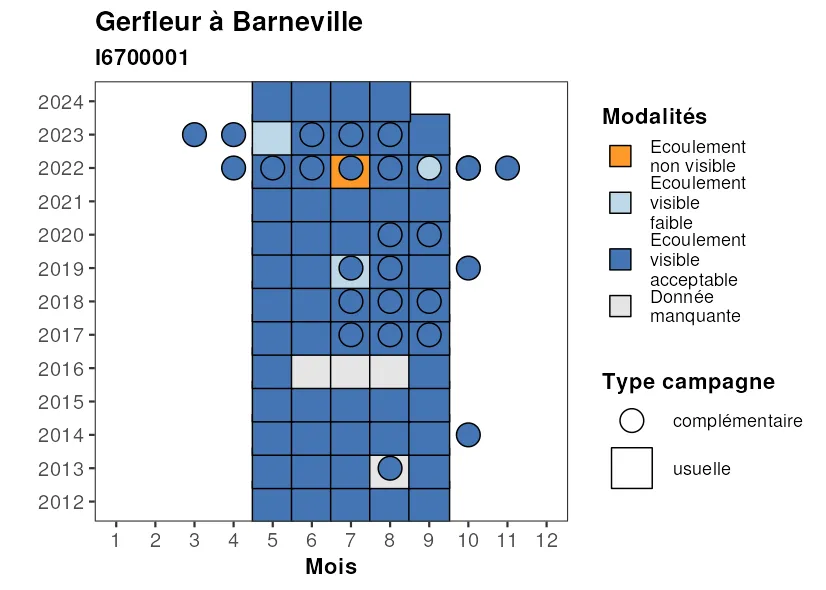 Gerfleur à Barneville
I6700001
2024
2023
2022
2021
2020
2019
2018
2017
2016
2015
2014
2013
2012
1 2 3 4 5 6 7 8 9 10 11 12
Mois
Modalités
Ecoulement
non visible
Ecoulement
visible
faible
Ecoulement
visible
acceptable
Donnée
manquante
Type campagne
complémentaire
usuelle